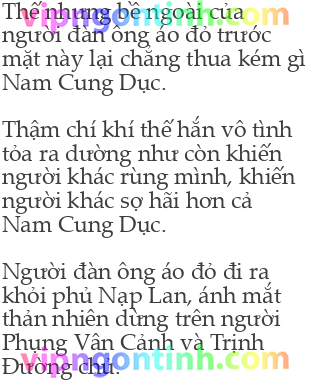 Thế nhưng bề ngoài của
người đàn ông áo đỏ trước
mặt này lại chẳng thua kém gì
Nam Cung Dục.
Thậm chí khí thế hắn vô tình
tỏa ra dường như còn khiến
người khác rùng mình, khiến
người khác sợ hãi hơn cả
Nam Cung Dục.
Người đàn ông áo đỏ đi ra
khỏi phủ Nạp Lan, ánh mắt
thản nhiên dừng trên người
Phụng Vân Cảnh và Trịnh
Đường chủ.
vipngontinh.com
vipngontinh.com